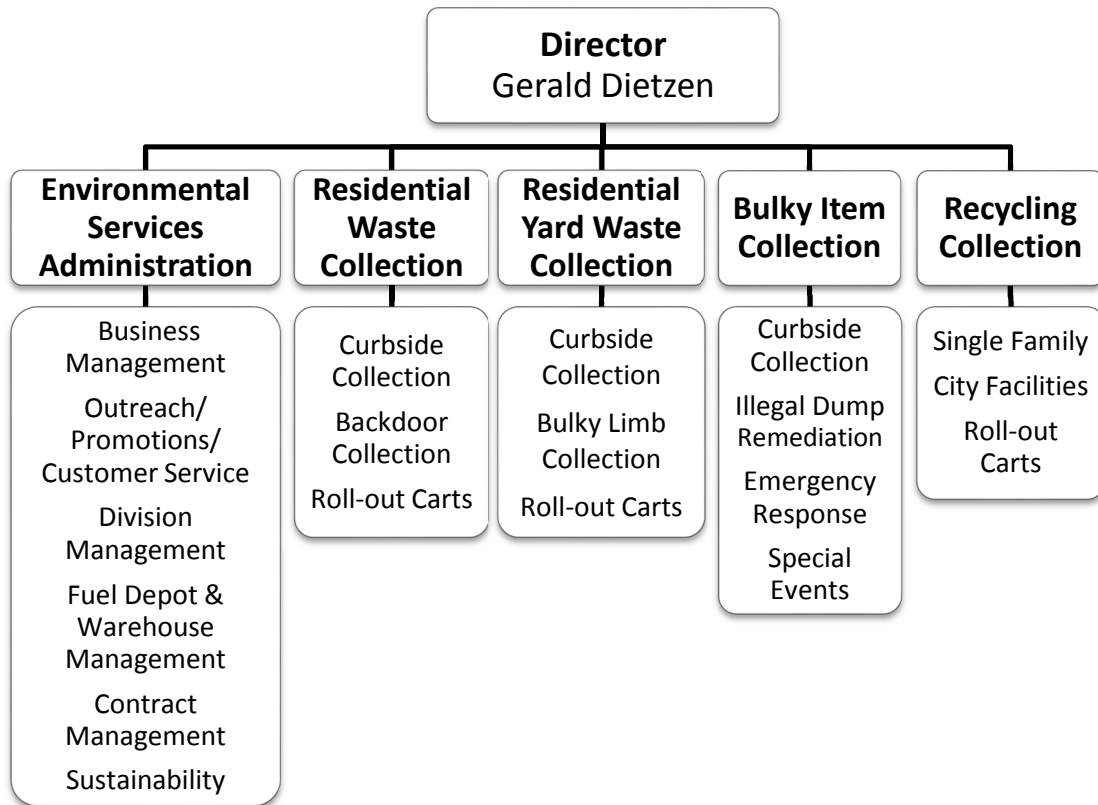 Director
Gerald Dietzen
Environmental
Services
Administration
Residential
Waste
Collection
Residential
Yard Waste
Collection
Bulky Item
Collection
Recycling
Collection
Business
Management
Outreach/
Promotions/
Customer Service
Division
Management
Fuel Depot &
Warehouse
Management
Contract
Management
Sustainability
Curbside
Collection
Backdoor
Collection
Roll-out Carts
Curbside
Collection
Bulky Limb
Collection
Roll-out Carts
Curbside
Collection
Illegal Dump
Remediation
Emergency
Response
Special
Events
Single Family
City Facilities
Roll-out
Carts